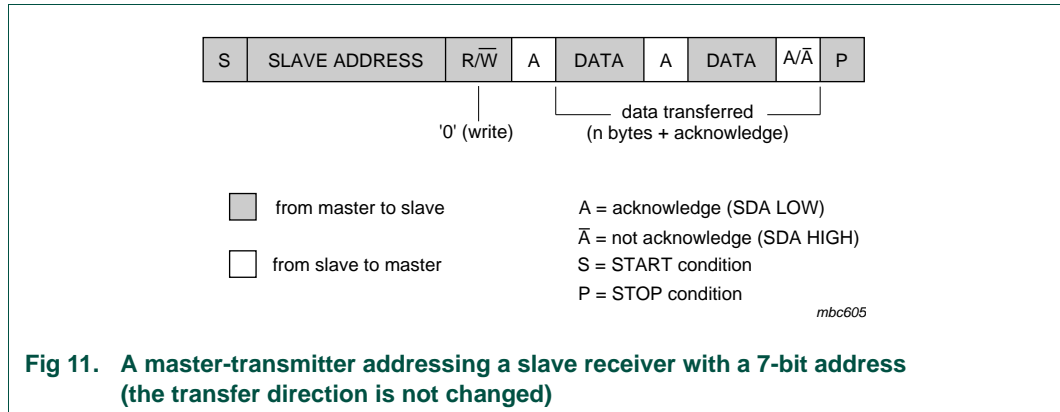 S SLAVE ADDRESS R/W̅ A DATA A DATA A/A̅ P
data transferred
'0' (write) (n bytes + acknowledge)
from master to slave
from slave to master
A = acknowledge (SDA LOW)
A̅ = not acknowledge (SDA HIGH)
S = START condition
P = STOP condition
mbc605
Fig 11. A master-transmitter addressing a slave receiver with a 7-bit address
(the transfer direction is not changed)